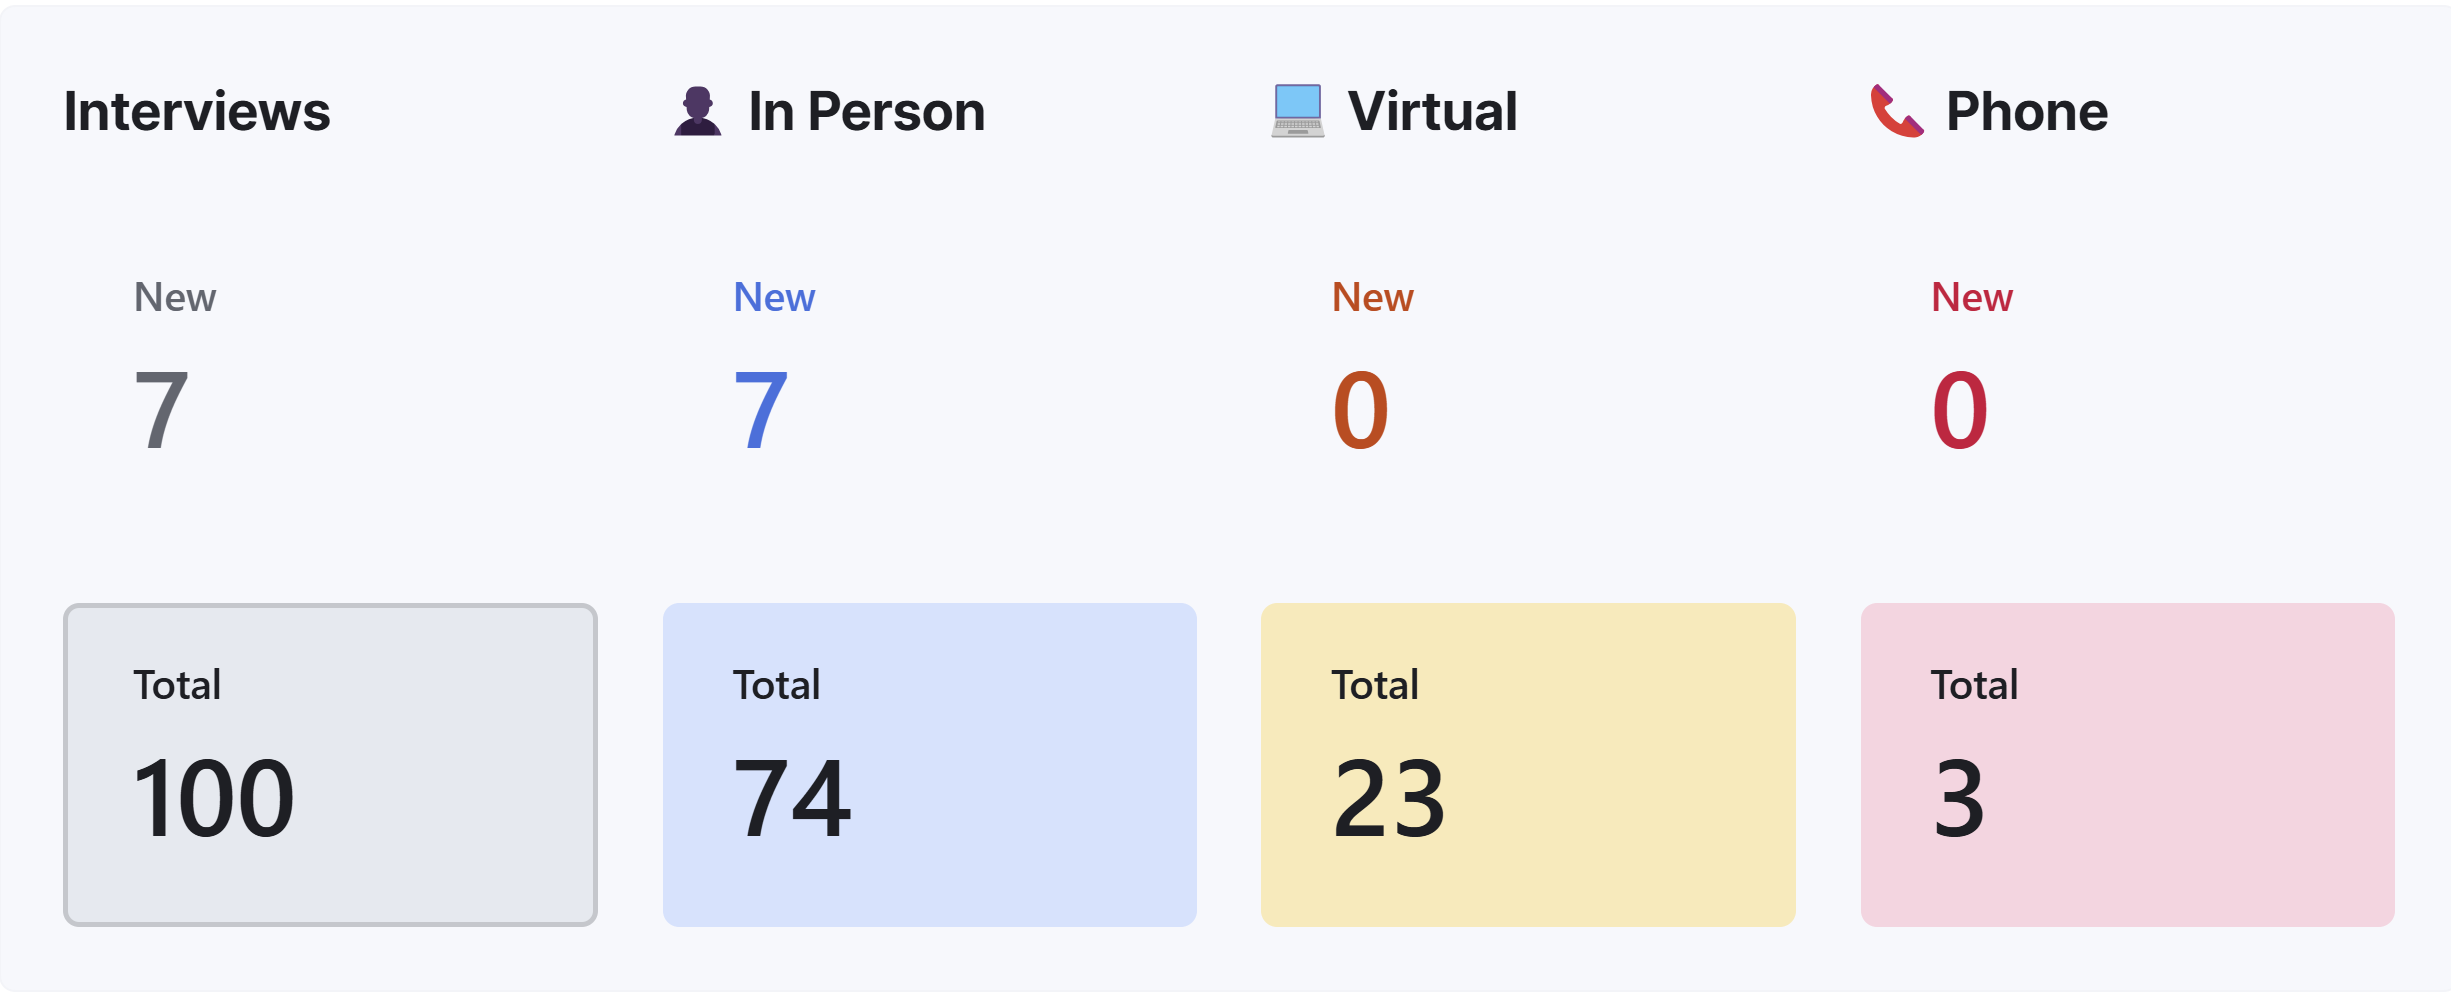 Interviews
In Person
Virtual
Phone
New
New
New
New
7
7
0
0
Total
Total
Total
Total
100
74
23
3